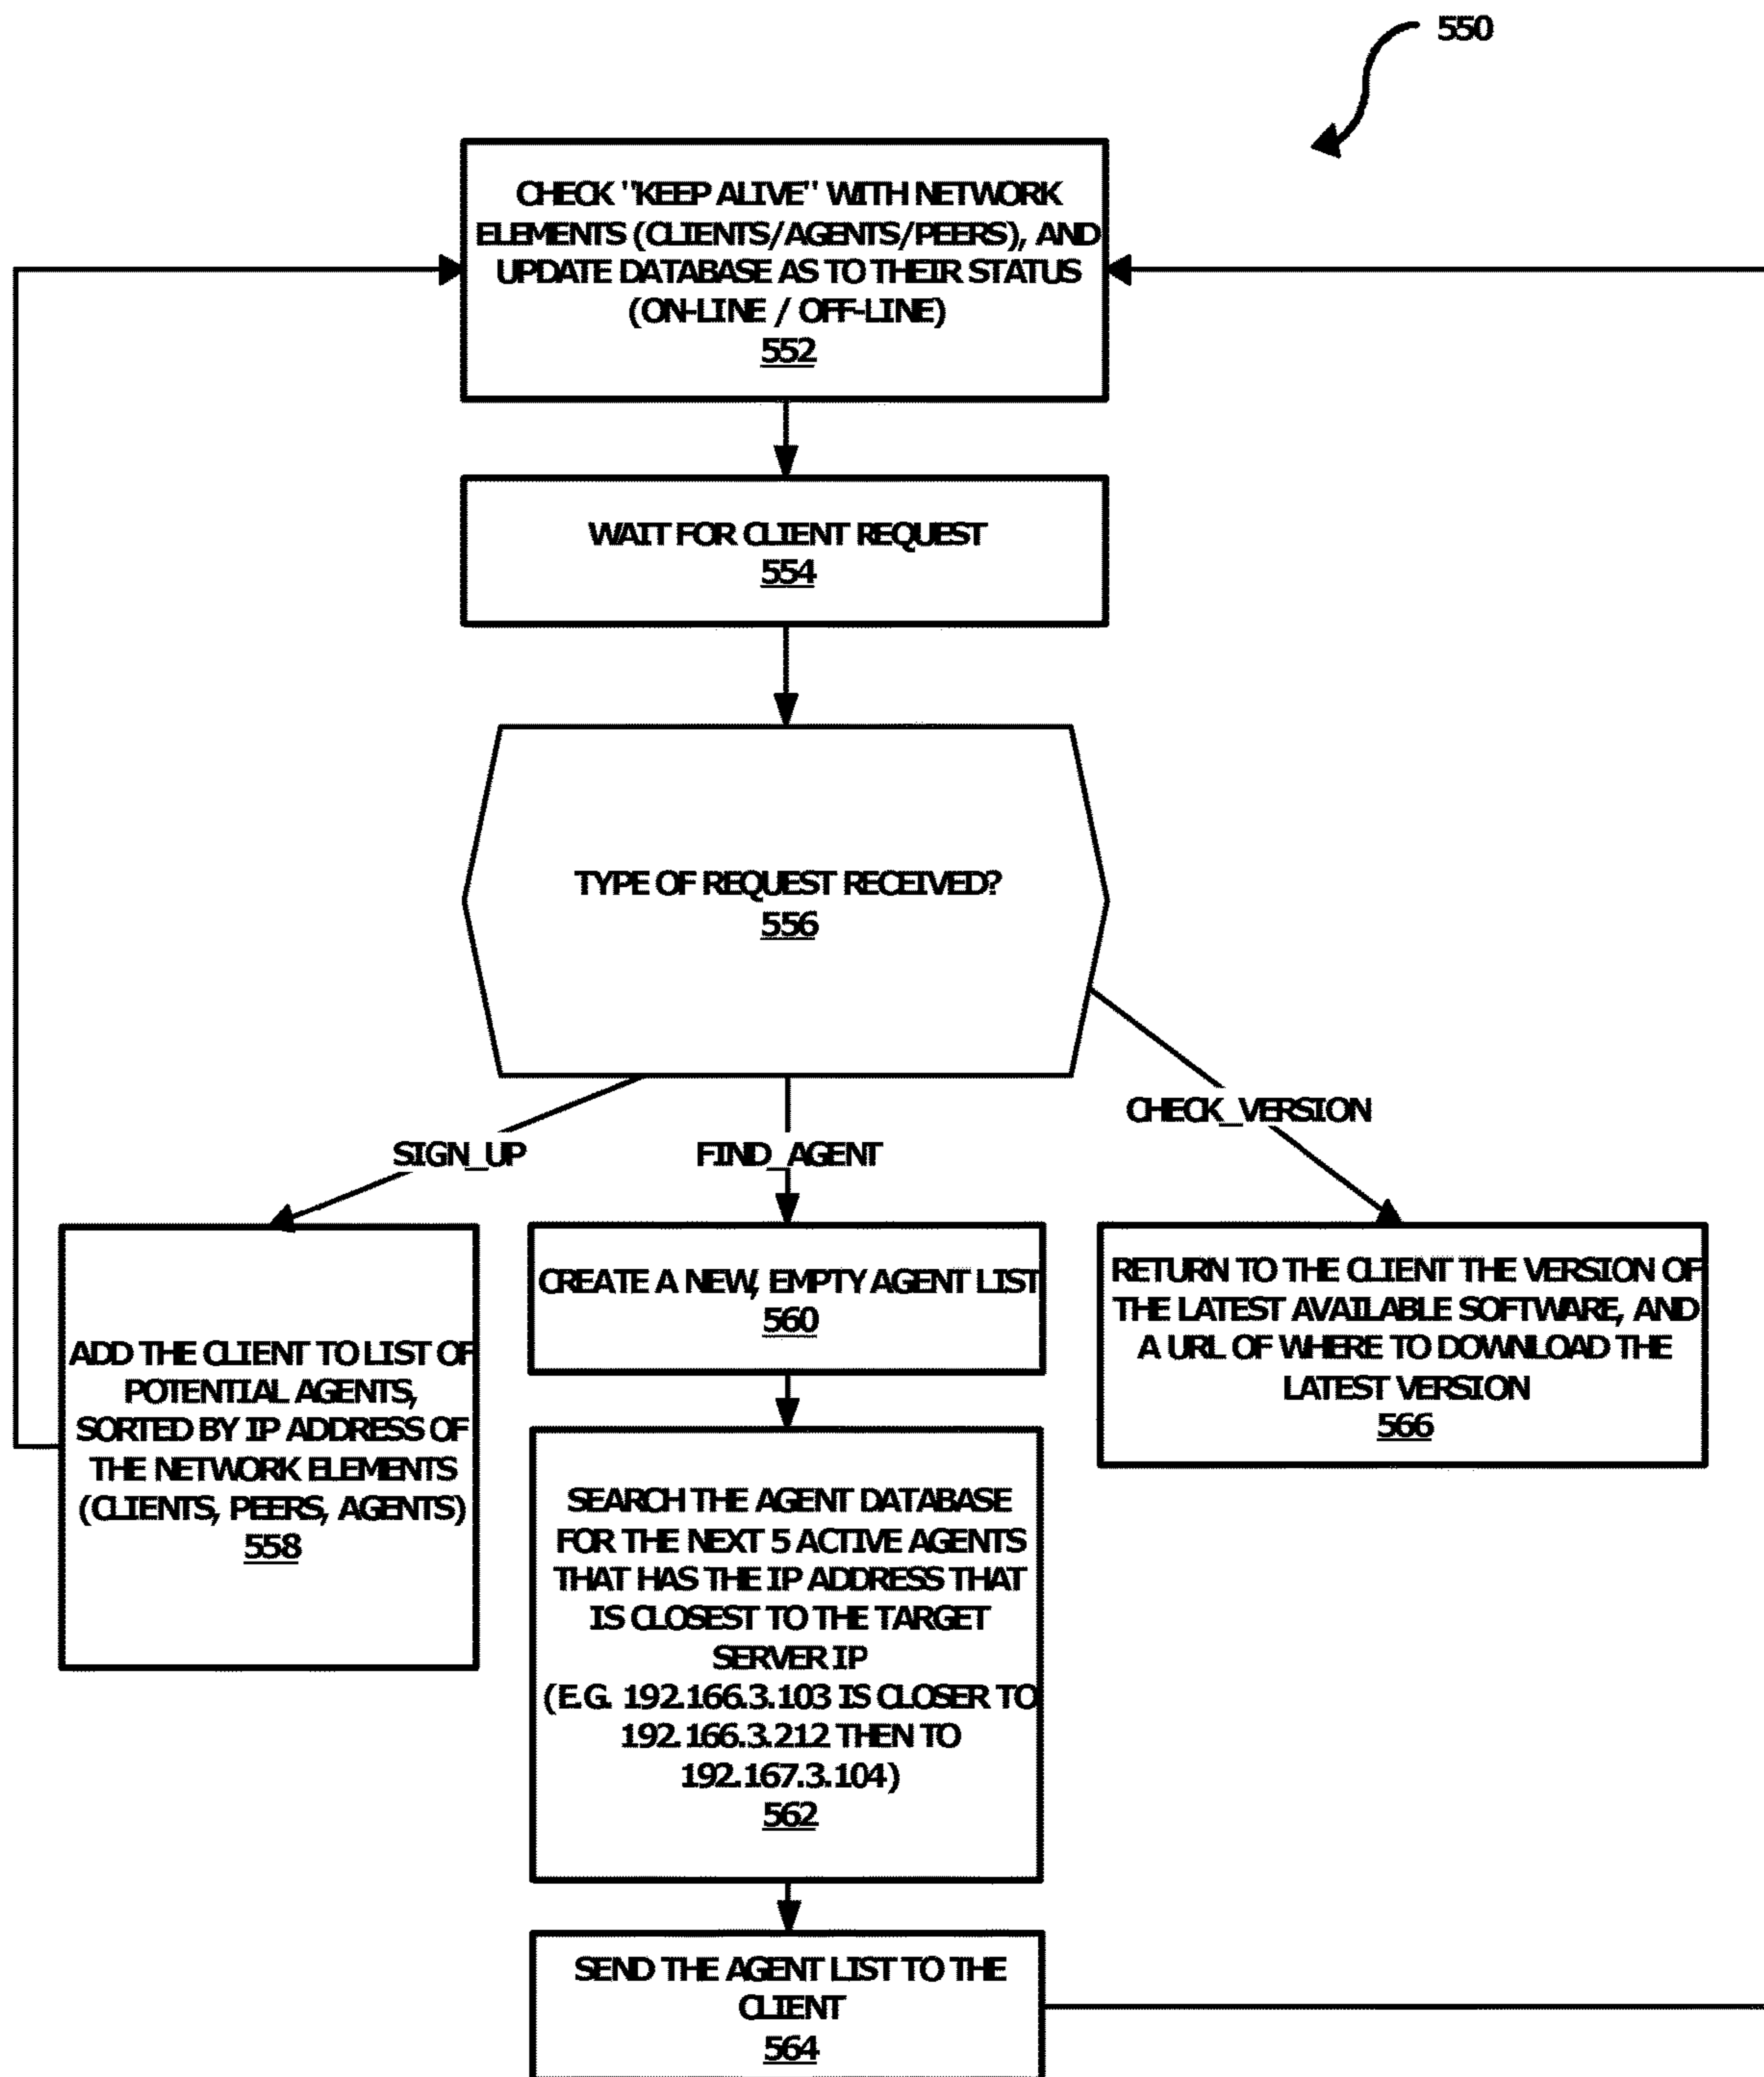 550
CHECK "KEEP ALIVE" WITH NETWORK
ELEMENTS (CLIENTS/AGENTS/PEERS), AND
UPDATE DATABASE AS TO THEIR STATUS
(ON-LINE / OFF-LINE)
552
WAIT FOR CLIENT REQUEST
554
TYPE OF REQUEST RECEIVED?
556
SIGN_UP
FIND_AGENT
CHECK_VERSION
ADD THE CLIENT TO LIST OF
POTENTIAL AGENTS,
SORTED BY IP ADDRESS OF
THE NETWORK ELEMENTS
(CLIENTS, PEERS, AGENTS)
558
CREATE A NEW, EMPTY AGENT LIST
560
SEARCH THE AGENT DATABASE
FOR THE NEXT 5 ACTIVE AGENTS
THAT HAS THE IP ADDRESS THAT
IS CLOSEST TO THE TARGET
SERVER IP
(E.G. 192.166.3.103 IS CLOSER TO
192.166.3.212 THEN TO
192.167.3.104)
562
SEND THE AGENT LIST TO THE
CLIENT
564
RETURN TO THE CLIENT THE VERSION OF
THE LATEST AVAILABLE SOFTWARE, AND
A URL OF WHERE TO DOWNLOAD THE
LATEST VERSION
566